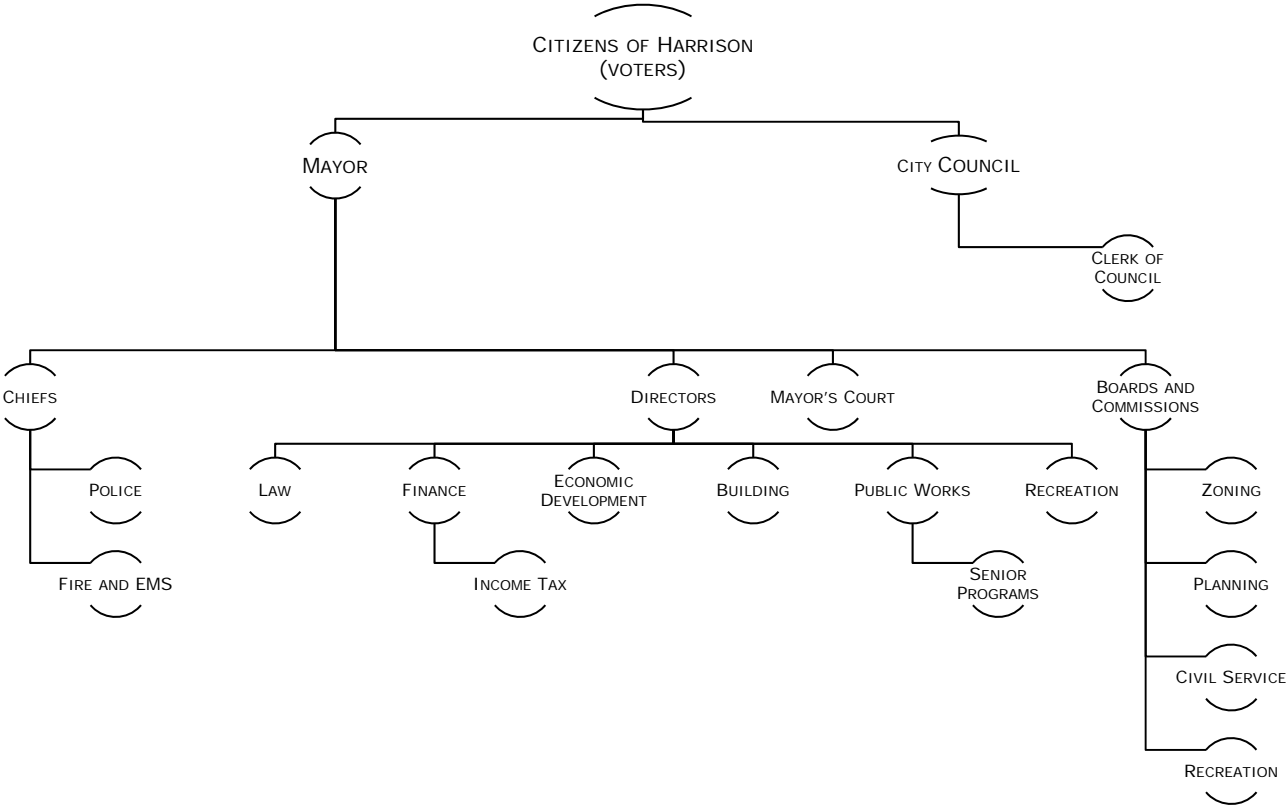 Citizens of Harrison
(voters)
Mayor
city Council
Clerk of
Council
Chiefs
Directors
Mayor's Court
Boards and
Commissions
Police
Law
Finance
Economic
Development
Building
Public Works
Recreation
Zoning
Fire and EMS
Income Tax
Senior
Programs
Planning
Civil Service
Recreation